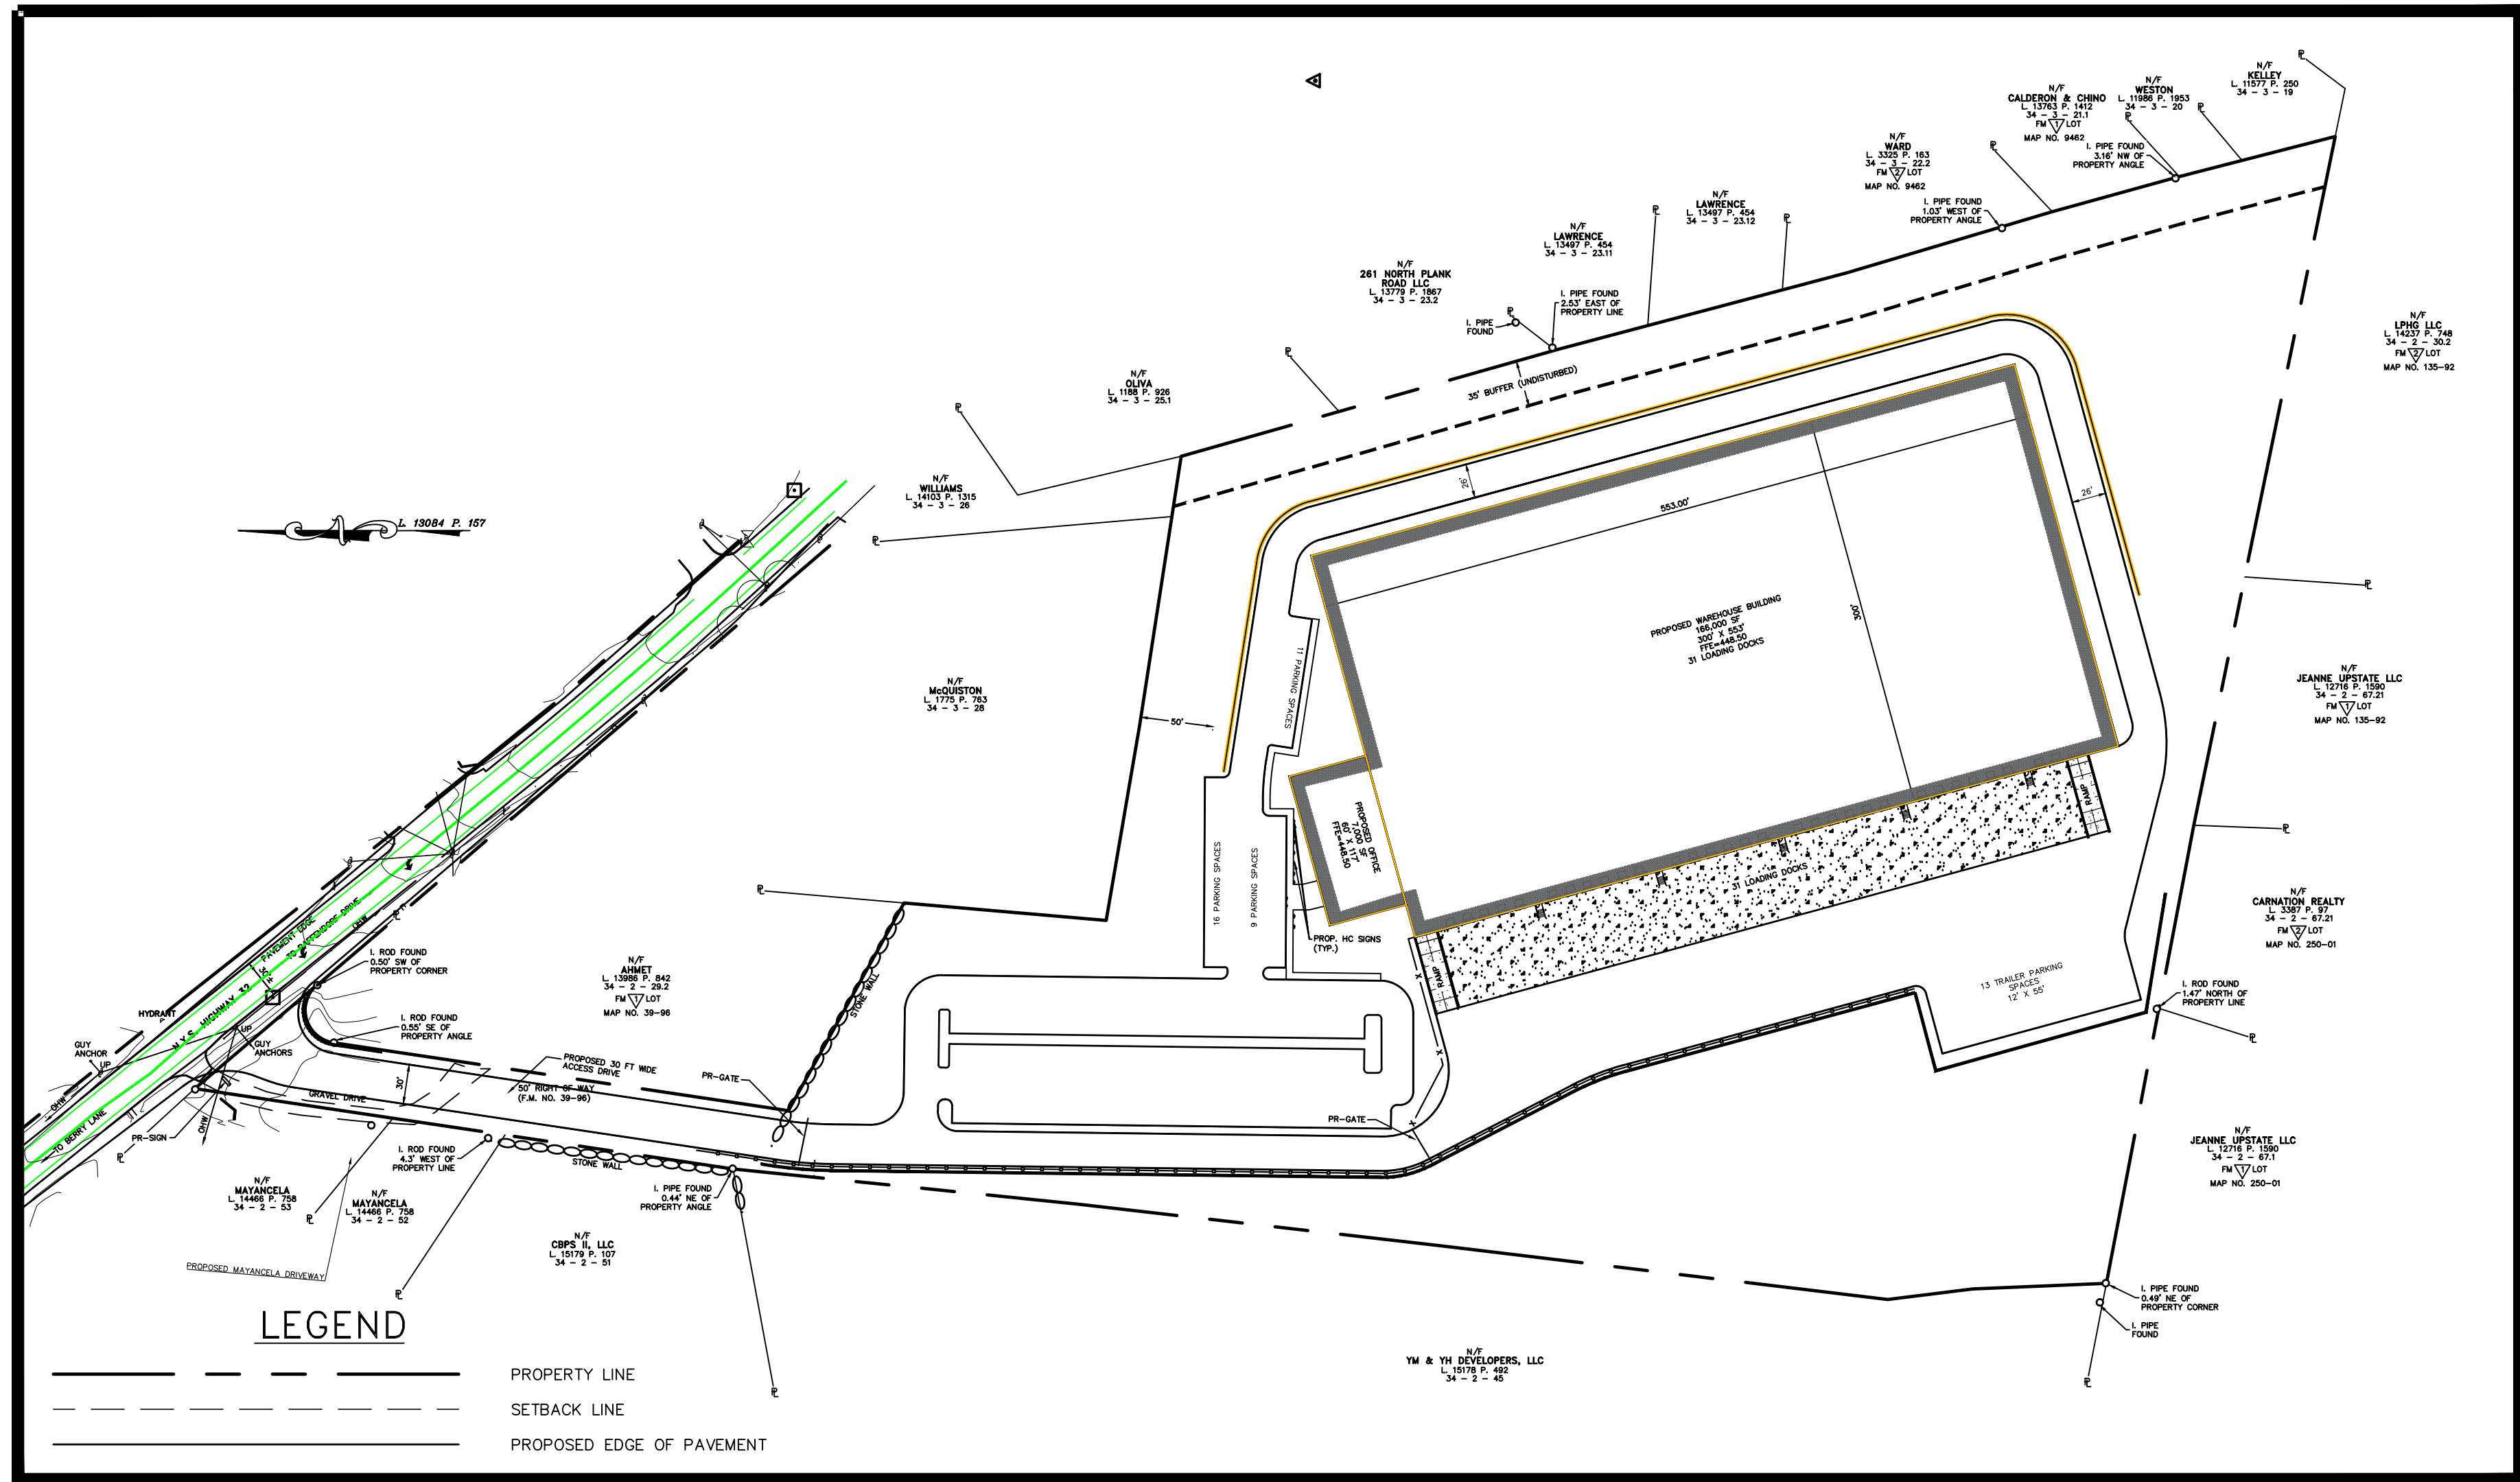 N/F
KELLEY
L. 11577 P. 250
34 - 3 - 19
N/F
WESTON
L. 11986 P. 1953
34 - 3 - 20
N/F
CALDERON & CHINO
L. 13763 P. 1412
34 - 3 - 21.1
FM 1 LOT
MAP NO. 9462
I. PIPE FOUND
3.16' NW OF
PROPERTY ANGLE
N/F
WARD
L. 3325 P. 163
34 - 3 - 22.2
FM 2 LOT
MAP NO. 9462
I. PIPE FOUND
1.03' WEST OF
PROPERTY ANGLE
N/F
LAWRENCE
L. 13497 P. 454
34 - 3 - 23.12
N/F
LAWRENCE
L. 13497 P. 454
34 - 3 - 23.11
N/F
261 NORTH PLANK
ROAD LLC
L. 13779 P. 1867
34 - 3 - 23.2
I. PIPE FOUND
2.53' EAST OF
PROPERTY LINE
I. PIPE
FOUND
N/F
LPHG LLC
L. 14237 P. 748
34 - 2 - 30.2
FM 2 LOT
MAP NO. 135-92
N/F
OLIVA
L. 1188 P. 926
34 - 3 - 25.1
35' BUFFER (UNDISTURBED)
N/F
WILLIAMS
L. 14103 P. 1315
34 - 3 - 26
L. 13084 P. 157
26'
553.00'
26'
300'
PROPOSED WAREHOUSE BUILDING
166,000 SF
300' X 553'
FFE=448.50
31 LOADING DOCKS
11 PARKING SPACES
N/F
McQUISTON
L. 1775 P. 763
34 - 3 - 28
50'
N/F
JEANNE UPSTATE LLC
L. 12716 P. 1590
34 - 2 - 67.21
FM 1 LOT
MAP NO. 135-92
RAMP
PROPOSED OFFICE
7,000 SF
60' X 117'
FFE=448.50
31 LOADING DOCKS
16 PARKING SPACES
9 PARKING SPACES
PROP. HC SIGNS
(TYP.)
RAMP
N/F
CARNATION REALTY
L. 3387 P. 97
34 - 2 - 67.21
FM 2 LOT
MAP NO. 250-01
13 TRAILER PARKING
SPACES
12' X 55'
I. ROD FOUND
1.47' NORTH OF
PROPERTY LINE
PAVEMENT EDGE
OHW
N.Y.S. HIGHWAY 32
I. ROD FOUND
0.50' SW OF
PROPERTY CORNER
N/F
AHMET
L. 13986 P. 842
34 - 2 - 29.2
FM 1 LOT
MAP NO. 39-96
STONE WALL
HYDRANT
UP
GUY
ANCHORS
GUY
ANCHOR
UP
I. ROD FOUND
0.55' SE OF
PROPERTY ANGLE
PROPOSED 30 FT WIDE
ACCESS DRIVE
50' RIGHT OF WAY
(F.M. NO. 39-96)
PR-GATE
30'
GRAVEL DRIVE
OHW
OHW
TO BERRY LANE
PR-SIGN
PR-GATE
I. ROD FOUND
4.3' WEST OF
PROPERTY LINE
STONE WALL
I. PIPE FOUND
0.44' NE OF
PROPERTY ANGLE
N/F
JEANNE UPSTATE LLC
L. 12716 P. 1590
34 - 2 - 67.1
FM 1 LOT
MAP NO. 250-01
N/F
MAYANCELA
L. 14466 P. 758
34 - 2 - 53
N/F
MAYANCELA
L. 14466 P. 758
34 - 2 - 52
N/F
CBPS II, LLC
L. 15179 P. 107
34 - 2 - 51
PROPOSED MAYANCELA DRIVEWAY
I. PIPE FOUND
0.49' NE OF
PROPERTY CORNER
I. PIPE
FOUND
N/F
YM & YH DEVELOPERS, LLC
L. 15178 P. 492
34 - 2 - 45
LEGEND
PROPERTY LINE
SETBACK LINE
PROPOSED EDGE OF PAVEMENT